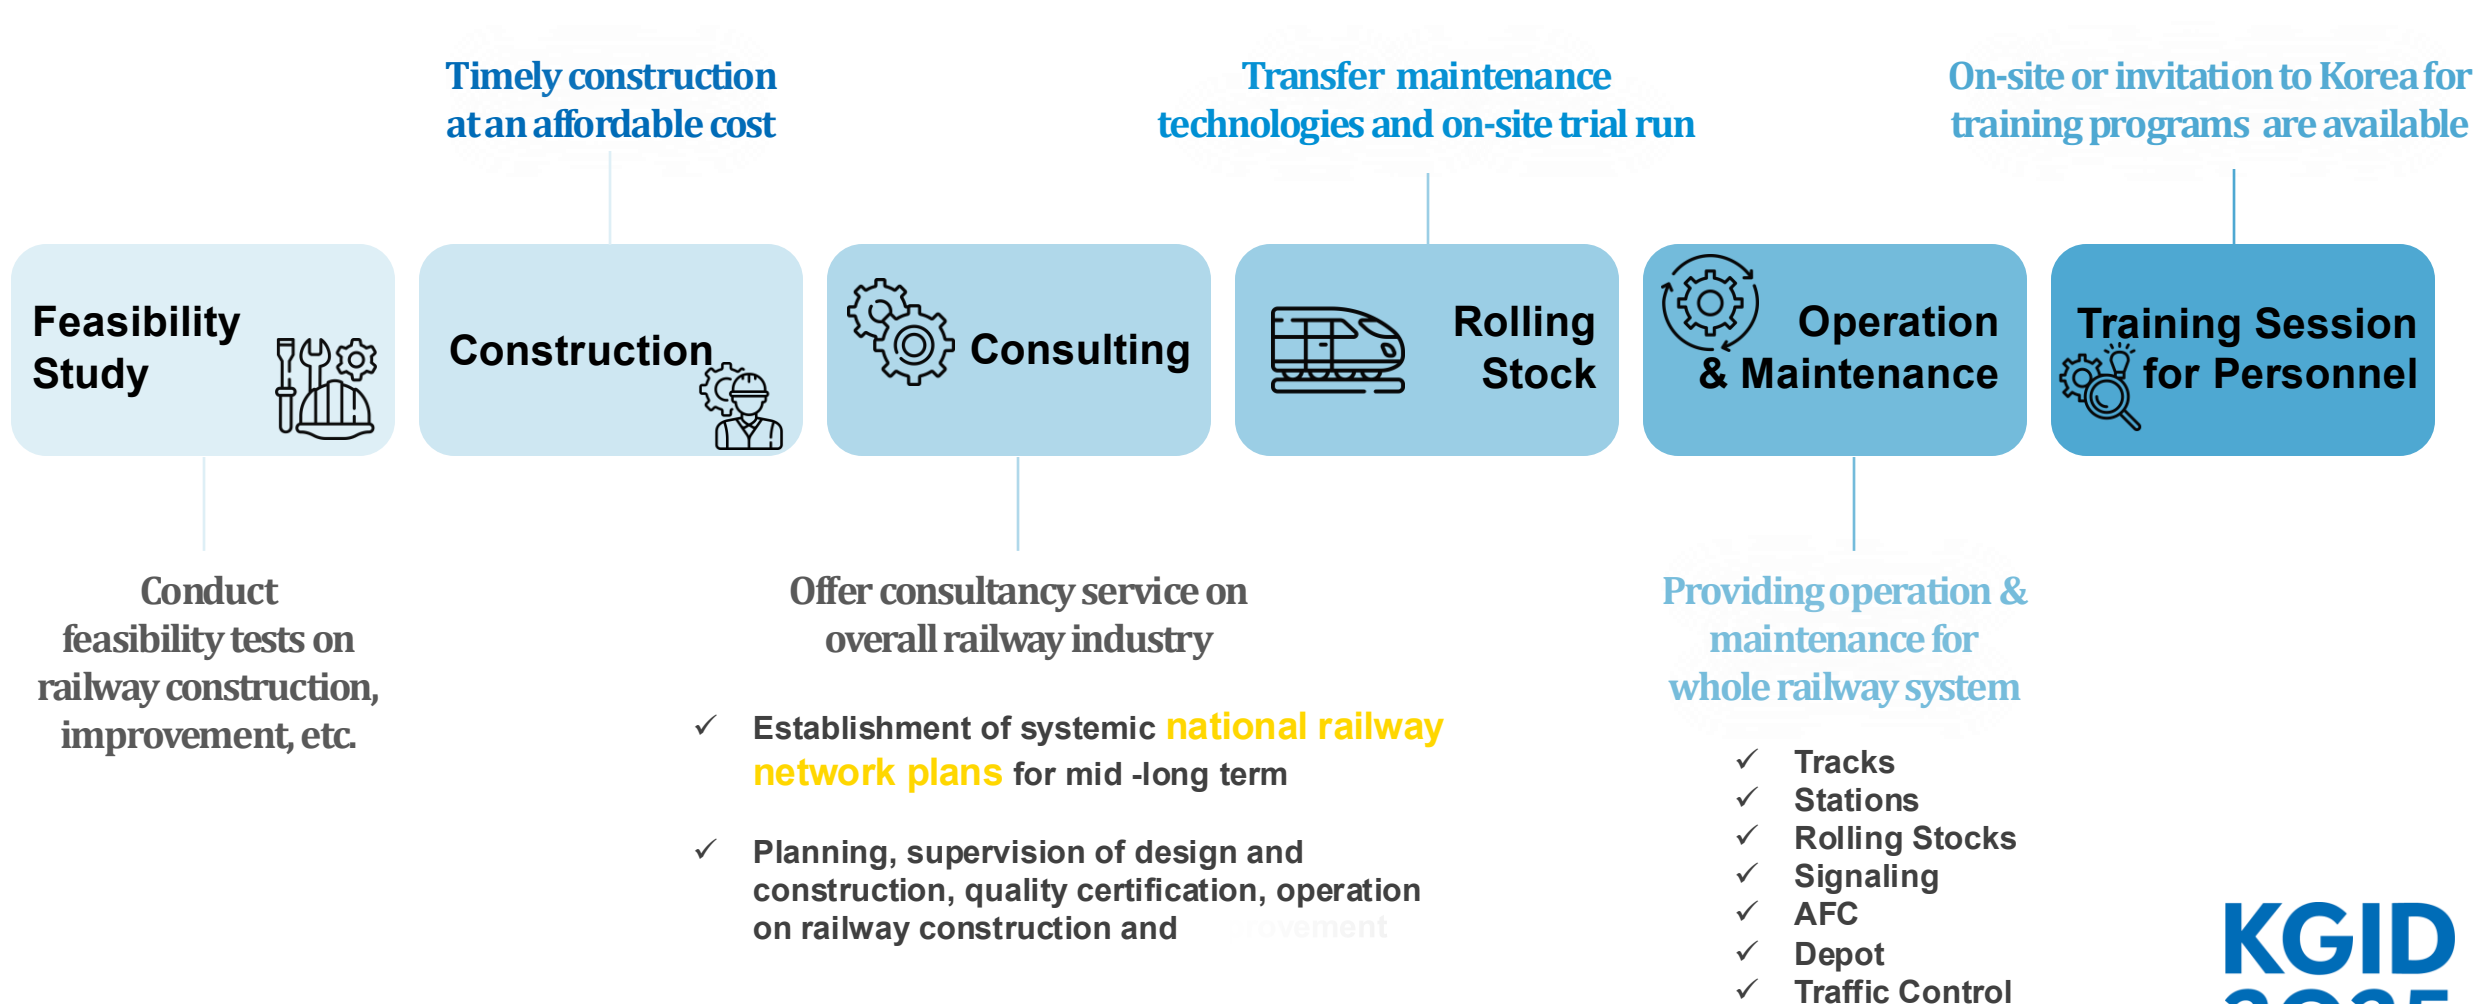 Timely construction
at an affordable cost
Transfer maintenance
technologies and on-site trial run
On-site or invitation to Korea for
training programs are available
Feasibility
Study
Construction
Consulting
Rolling
Stock
Operation
& Maintenance
Training Session
for Personnel
Conduct
feasibility tests on
railway construction,
improvement, etc.
Offer consultancy service on
overall railway industry
✓ Establishment of systemic national railway
network plans for mid -long term
✓ Planning, supervision of design and
construction, quality certification, operation
on railway construction and
Providing operation &
maintenance for
whole railway system
✓ Tracks
✓ Stations
✓ Rolling Stocks
✓ Signaling
✓ AFC
✓ Depot
✓ Traffic Control
KGID